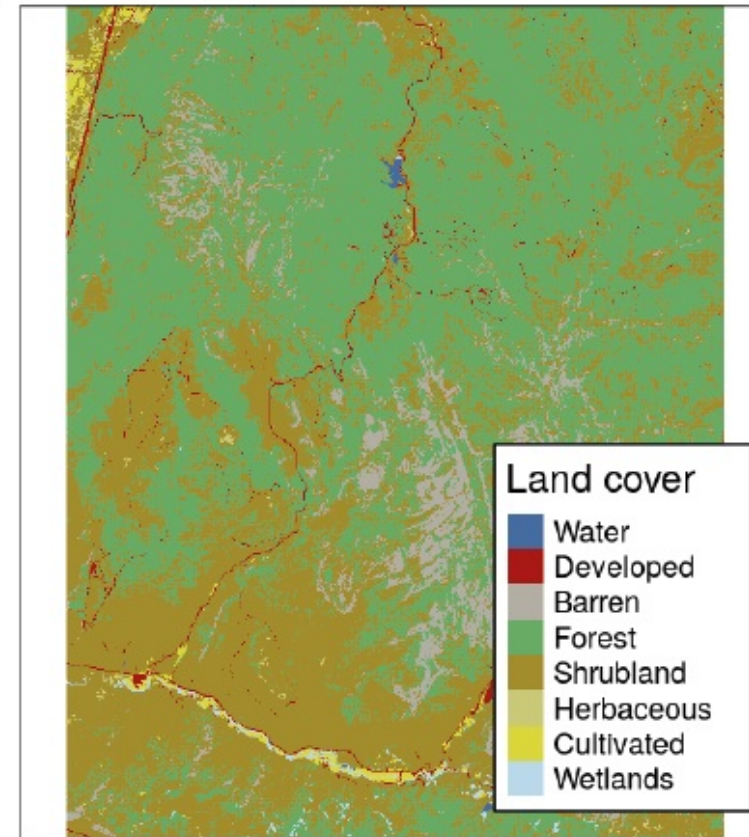 Land cover
Water
Developed
Barren
Forest
Shrubland
Herbaceous
Cultivated
Wetlands